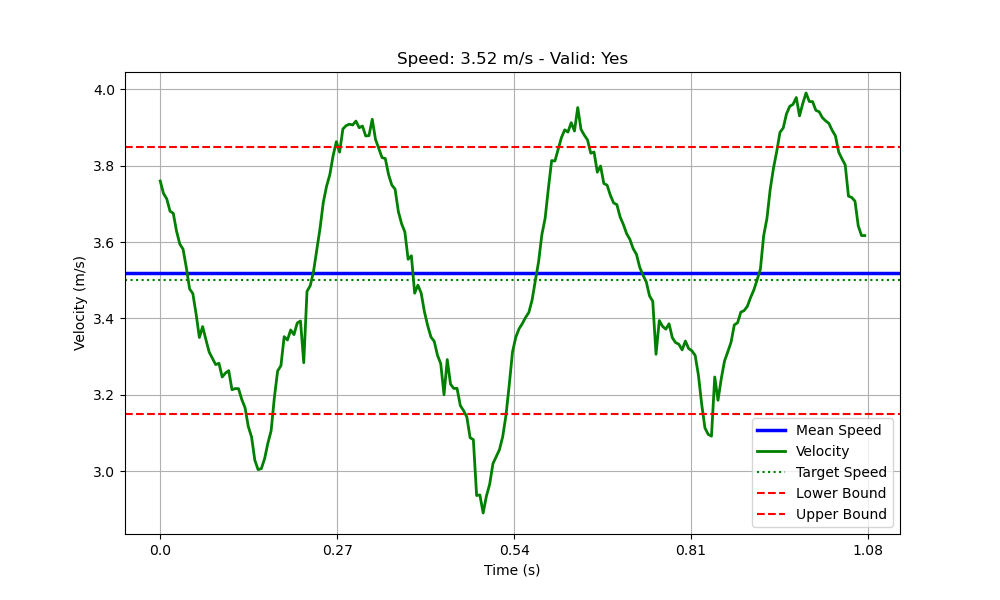 Speed: 3.52 m/s - Valid: Yes
Velocity (m/s)
4.0
3.8
3.6
3.4
3.2
3.0
Mean Speed
Velocity
Target Speed
Lower Bound
Upper Bound
0.0 0.27 0.54 0.81 1.08
Time (s)